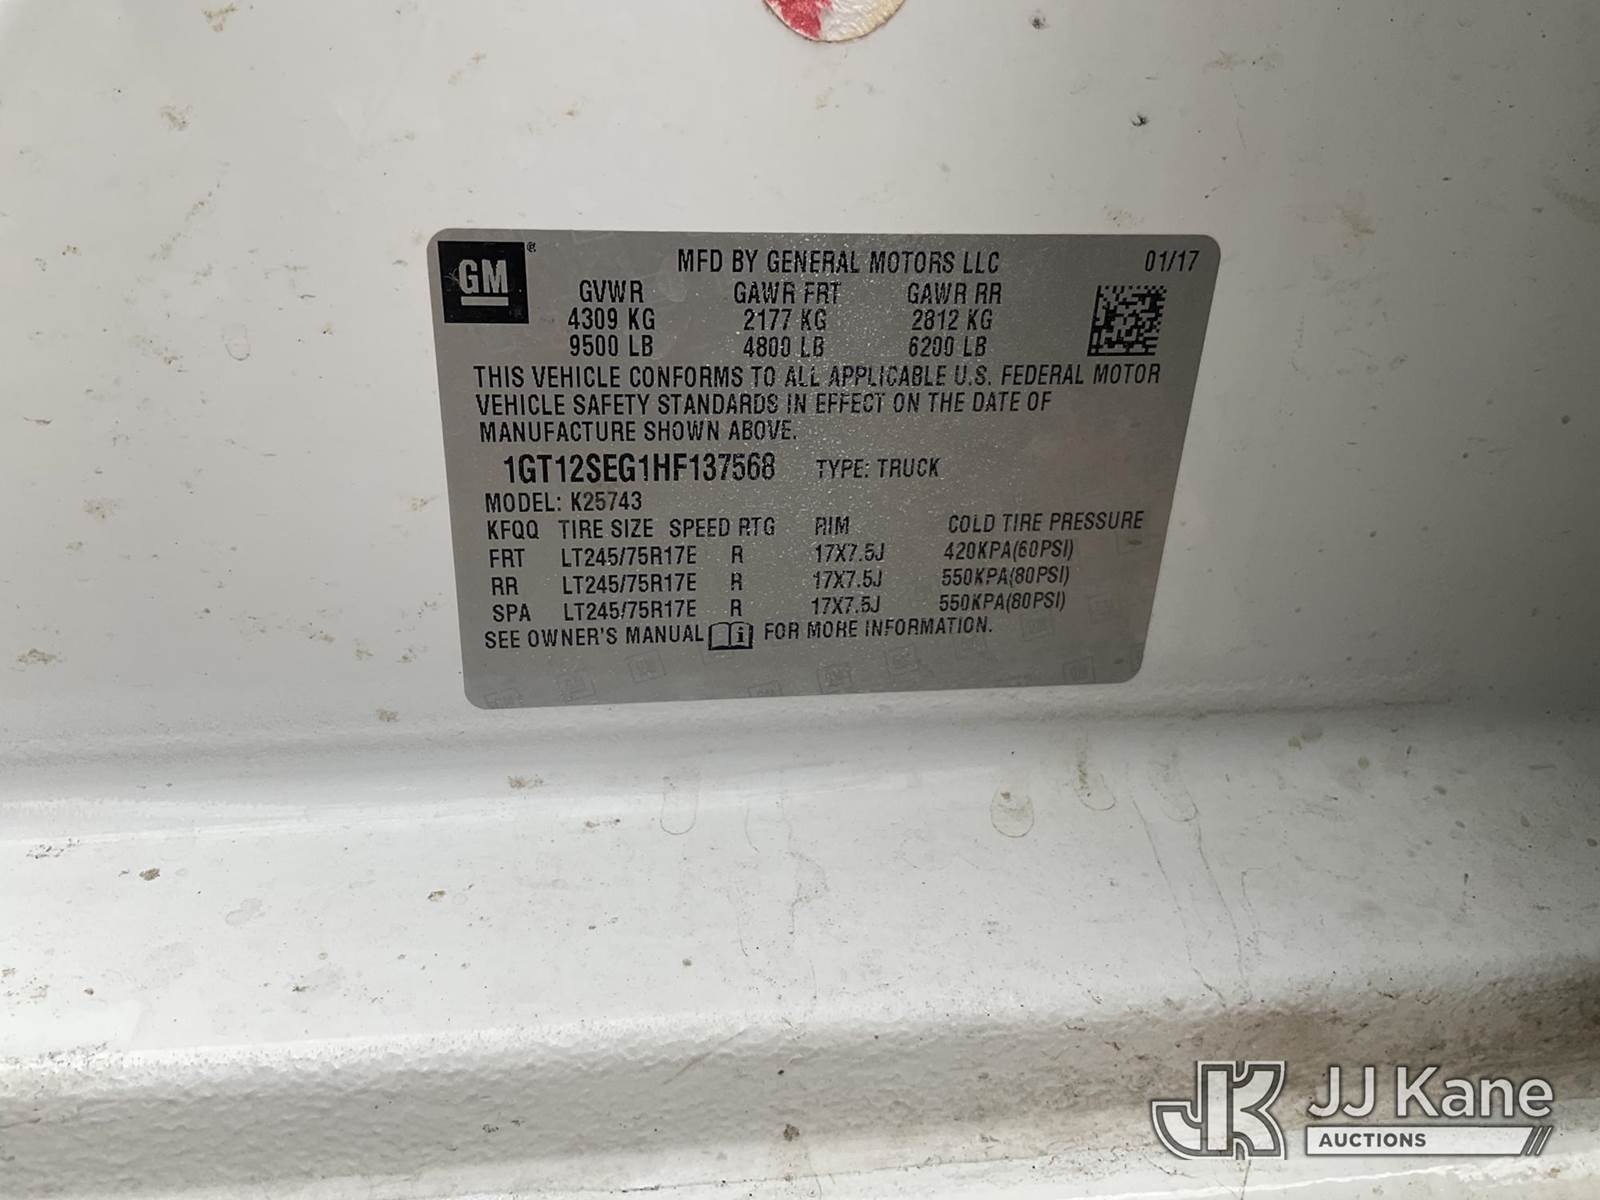 GM ®
MFD BY GENERAL MOTORS LLC 01/17
GVWR GAWR FRT GAWR RR
4309 KG 2177 KG 2812 KG
9500 LB 4800 LB 6200 LB
THIS VEHICLE CONFORMS TO ALL APPLICABLE U.S. FEDERAL MOTOR
VEHICLE SAFETY STANDARDS IN EFFECT ON THE DATE OF
MANUFACTURE SHOWN ABOVE.
1GT12SEG1HF137568 TYPE: TRUCK
MODEL: K25743
KFQQ TIRE SIZE SPEED RTG RIM COLD TIRE PRESSURE
FRT LT245/75R17E R 17X7.5J 420KPA(60PSI)
RR LT245/75R17E R 17X7.5J 550KPA(80PSI)
SPA LT245/75R17E R 17X7.5J 550KPA(80PSI)
SEE OWNER'S MANUAL i FOR MORE INFORMATION.
JK JJ Kane
AUCTIONS